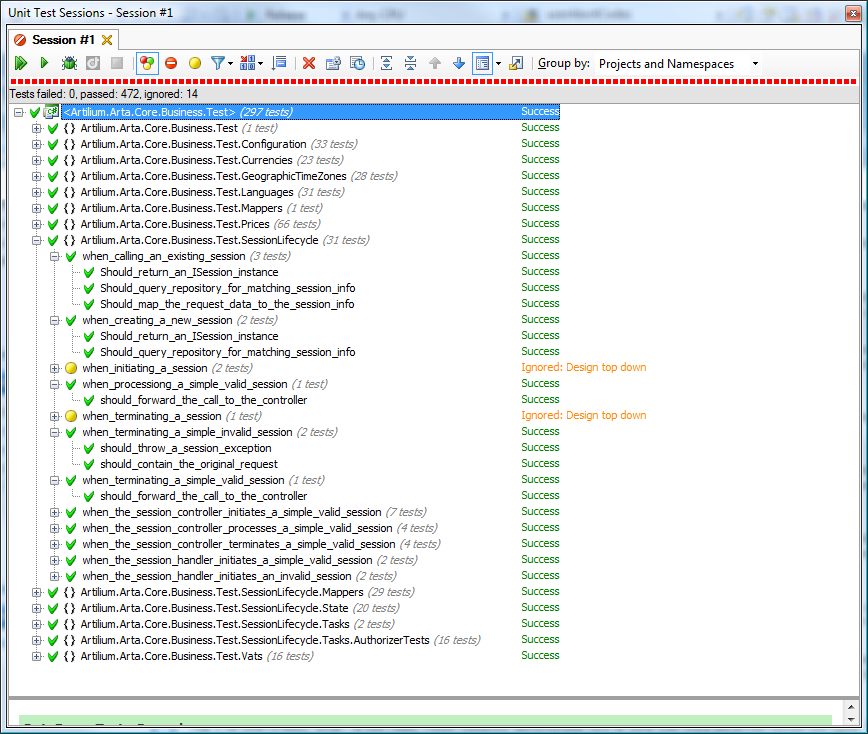 Unit Test Sessions - Session #1
Session #1
Group by: Projects and Namespaces
Tests failed: 0, passed: 472, ignored: 14
<Artilium.Arta.Core.Business.Test> (297 tests) Success
{} Artilium.Arta.Core.Business.Test (1 test) Success
{} Artilium.Arta.Core.Business.Test.Configuration (33 tests) Success
{} Artilium.Arta.Core.Business.Test.Currencies (23 tests) Success
{} Artilium.Arta.Core.Business.Test.GeographicTimeZones (28 tests) Success
{} Artilium.Arta.Core.Business.Test.Languages (31 tests) Success
{} Artilium.Arta.Core.Business.Test.Mappers (1 test) Success
{} Artilium.Arta.Core.Business.Test.Prices (66 tests) Success
{} Artilium.Arta.Core.Business.Test.SessionLifecycle (31 tests) Success
when_calling_an_existing_session (3 tests) Success
Should_return_an_ISession_instance Success
Should_query_repository_for_matching_session_info Success
Should_map_the_request_data_to_the_session_info Success
when_creating_a_new_session (2 tests) Success
Should_return_an_ISession_instance Success
Should_query_repository_for_matching_session_info Success
when_initiating_a_session (2 tests) Ignored: Design top down
when_processiong_a_simple_valid_session (1 test) Success
should_forward_the_call_to_the_controller Success
when_terminating_a_session (1 test) Ignored: Design top down
when_terminating_a_simple_invalid_session (2 tests) Success
should_throw_a_session_exception Success
should_contain_the_original_request Success
when_terminating_a_simple_valid_session (1 test) Success
should_forward_the_call_to_the_controller Success
when_the_session_controller_initiates_a_simple_valid_session (7 tests) Success
when_the_session_controller_processes_a_simple_valid_session (4 tests) Success
when_the_session_controller_terminates_a_simple_valid_session (4 tests) Success
when_the_session_handler_initiates_a_simple_valid_session (2 tests) Success
when_the_session_handler_initiates_an_invalid_session (2 tests) Success
{} Artilium.Arta.Core.Business.Test.SessionLifecycle.Mappers (29 tests) Success
{} Artilium.Arta.Core.Business.Test.SessionLifecycle.State (20 tests) Success
{} Artilium.Arta.Core.Business.Test.SessionLifecycle.Tasks (2 tests) Success
{} Artilium.Arta.Core.Business.Test.SessionLifecycle.Tasks.AuthorizerTests (16 tests) Success
{} Artilium.Arta.Core.Business.Test.Vats (16 tests) Success